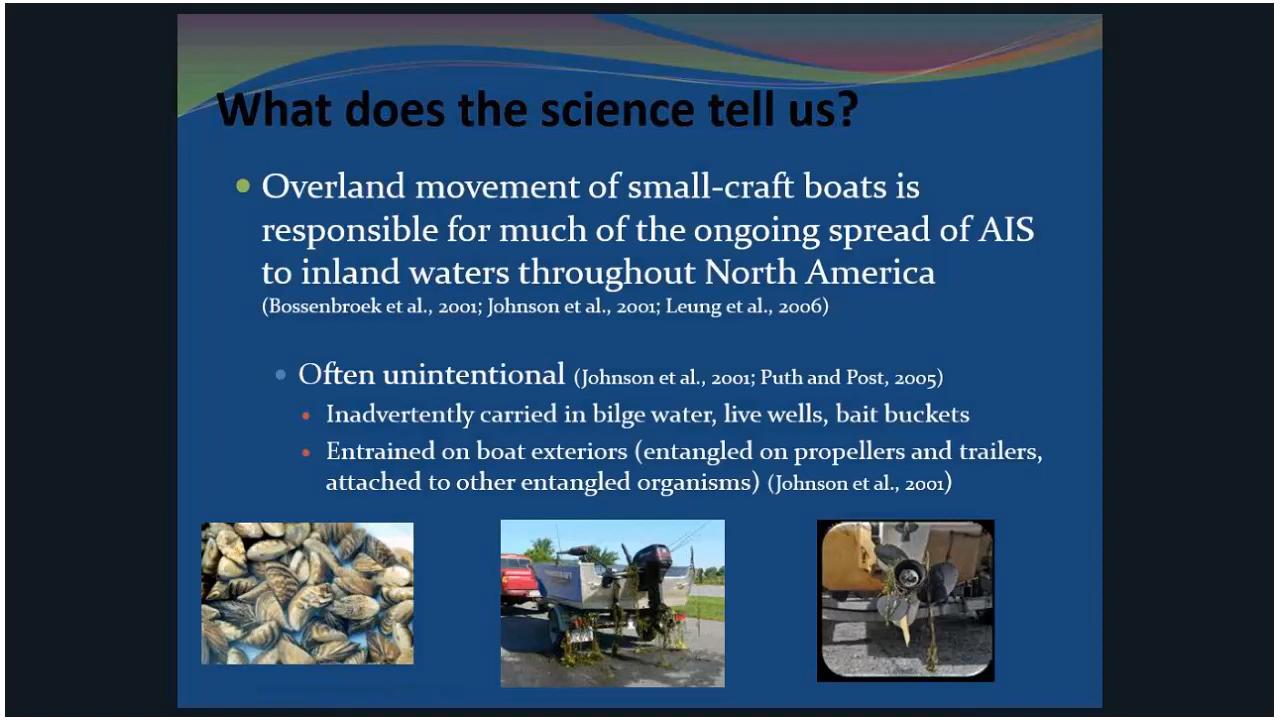 What does the science tell us?
Overland movement of small-craft boats is
responsible for much of the ongoing spread of AIS
to inland waters throughout North America
(Bossenbroek et al., 2001; Johnson et al., 2001; Leung et al., 2006)
Often unintentional (Johnson et al., 2001; Puth and Post, 2005)
Inadvertently carried in bilge water, live wells, bait buckets
Entrained on boat exteriors (entangled on propellers and trailers,
attached to other entangled organisms) (Johnson et al., 2001)